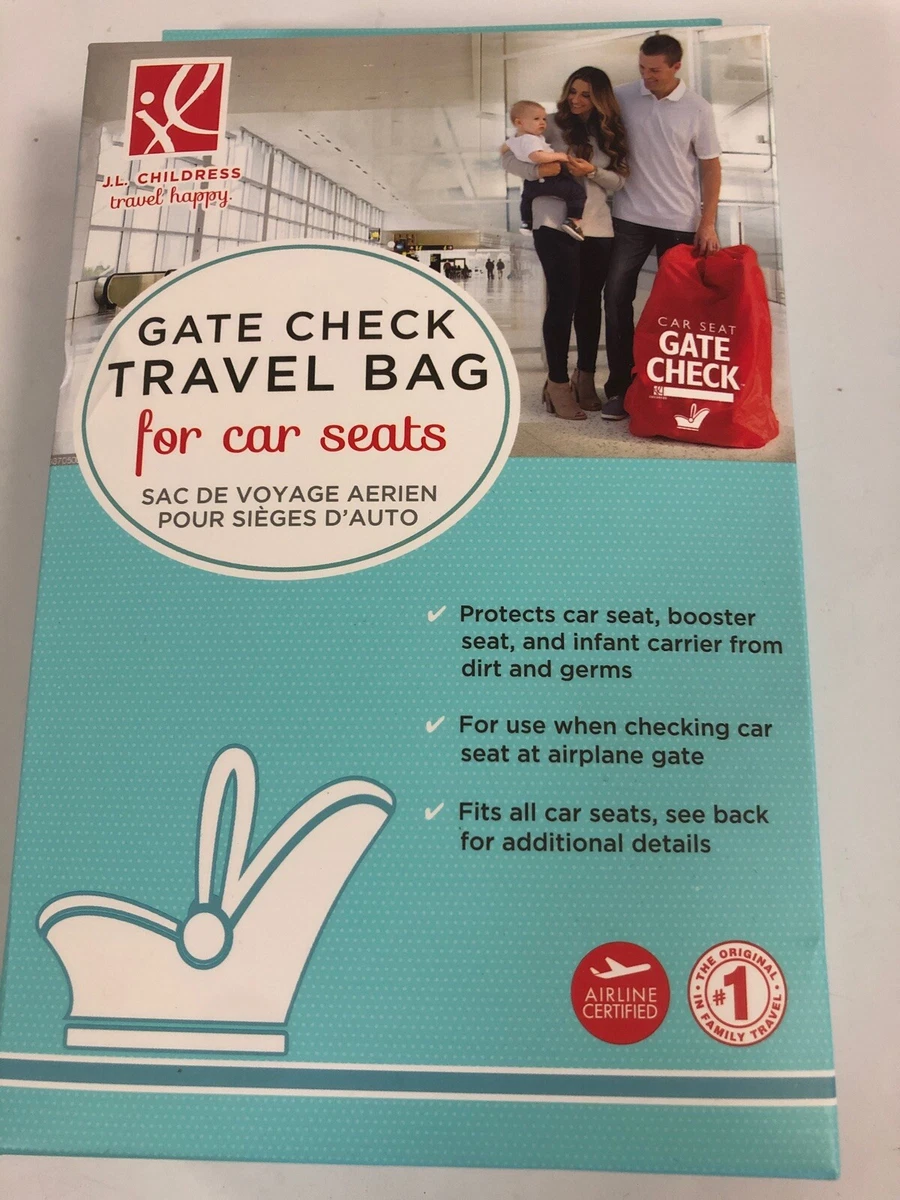 J.L. CHILDRESS
travel happy.
CAR SEAT
GATE
CHECK
GATE CHECK
TRAVEL BAG
for car seats
SAC DE VOYAGE AERIEN
POUR SIÈGES D'AUTO
✓ Protects car seat, booster
seat, and infant carrier from
dirt and germs
✓ For use when checking car
seat at airplane gate
✓ Fits all car seats, see back
for additional details
AIRLINE
CERTIFIED
THE ORIGINAL
#1
IN FAMILY TRAVEL